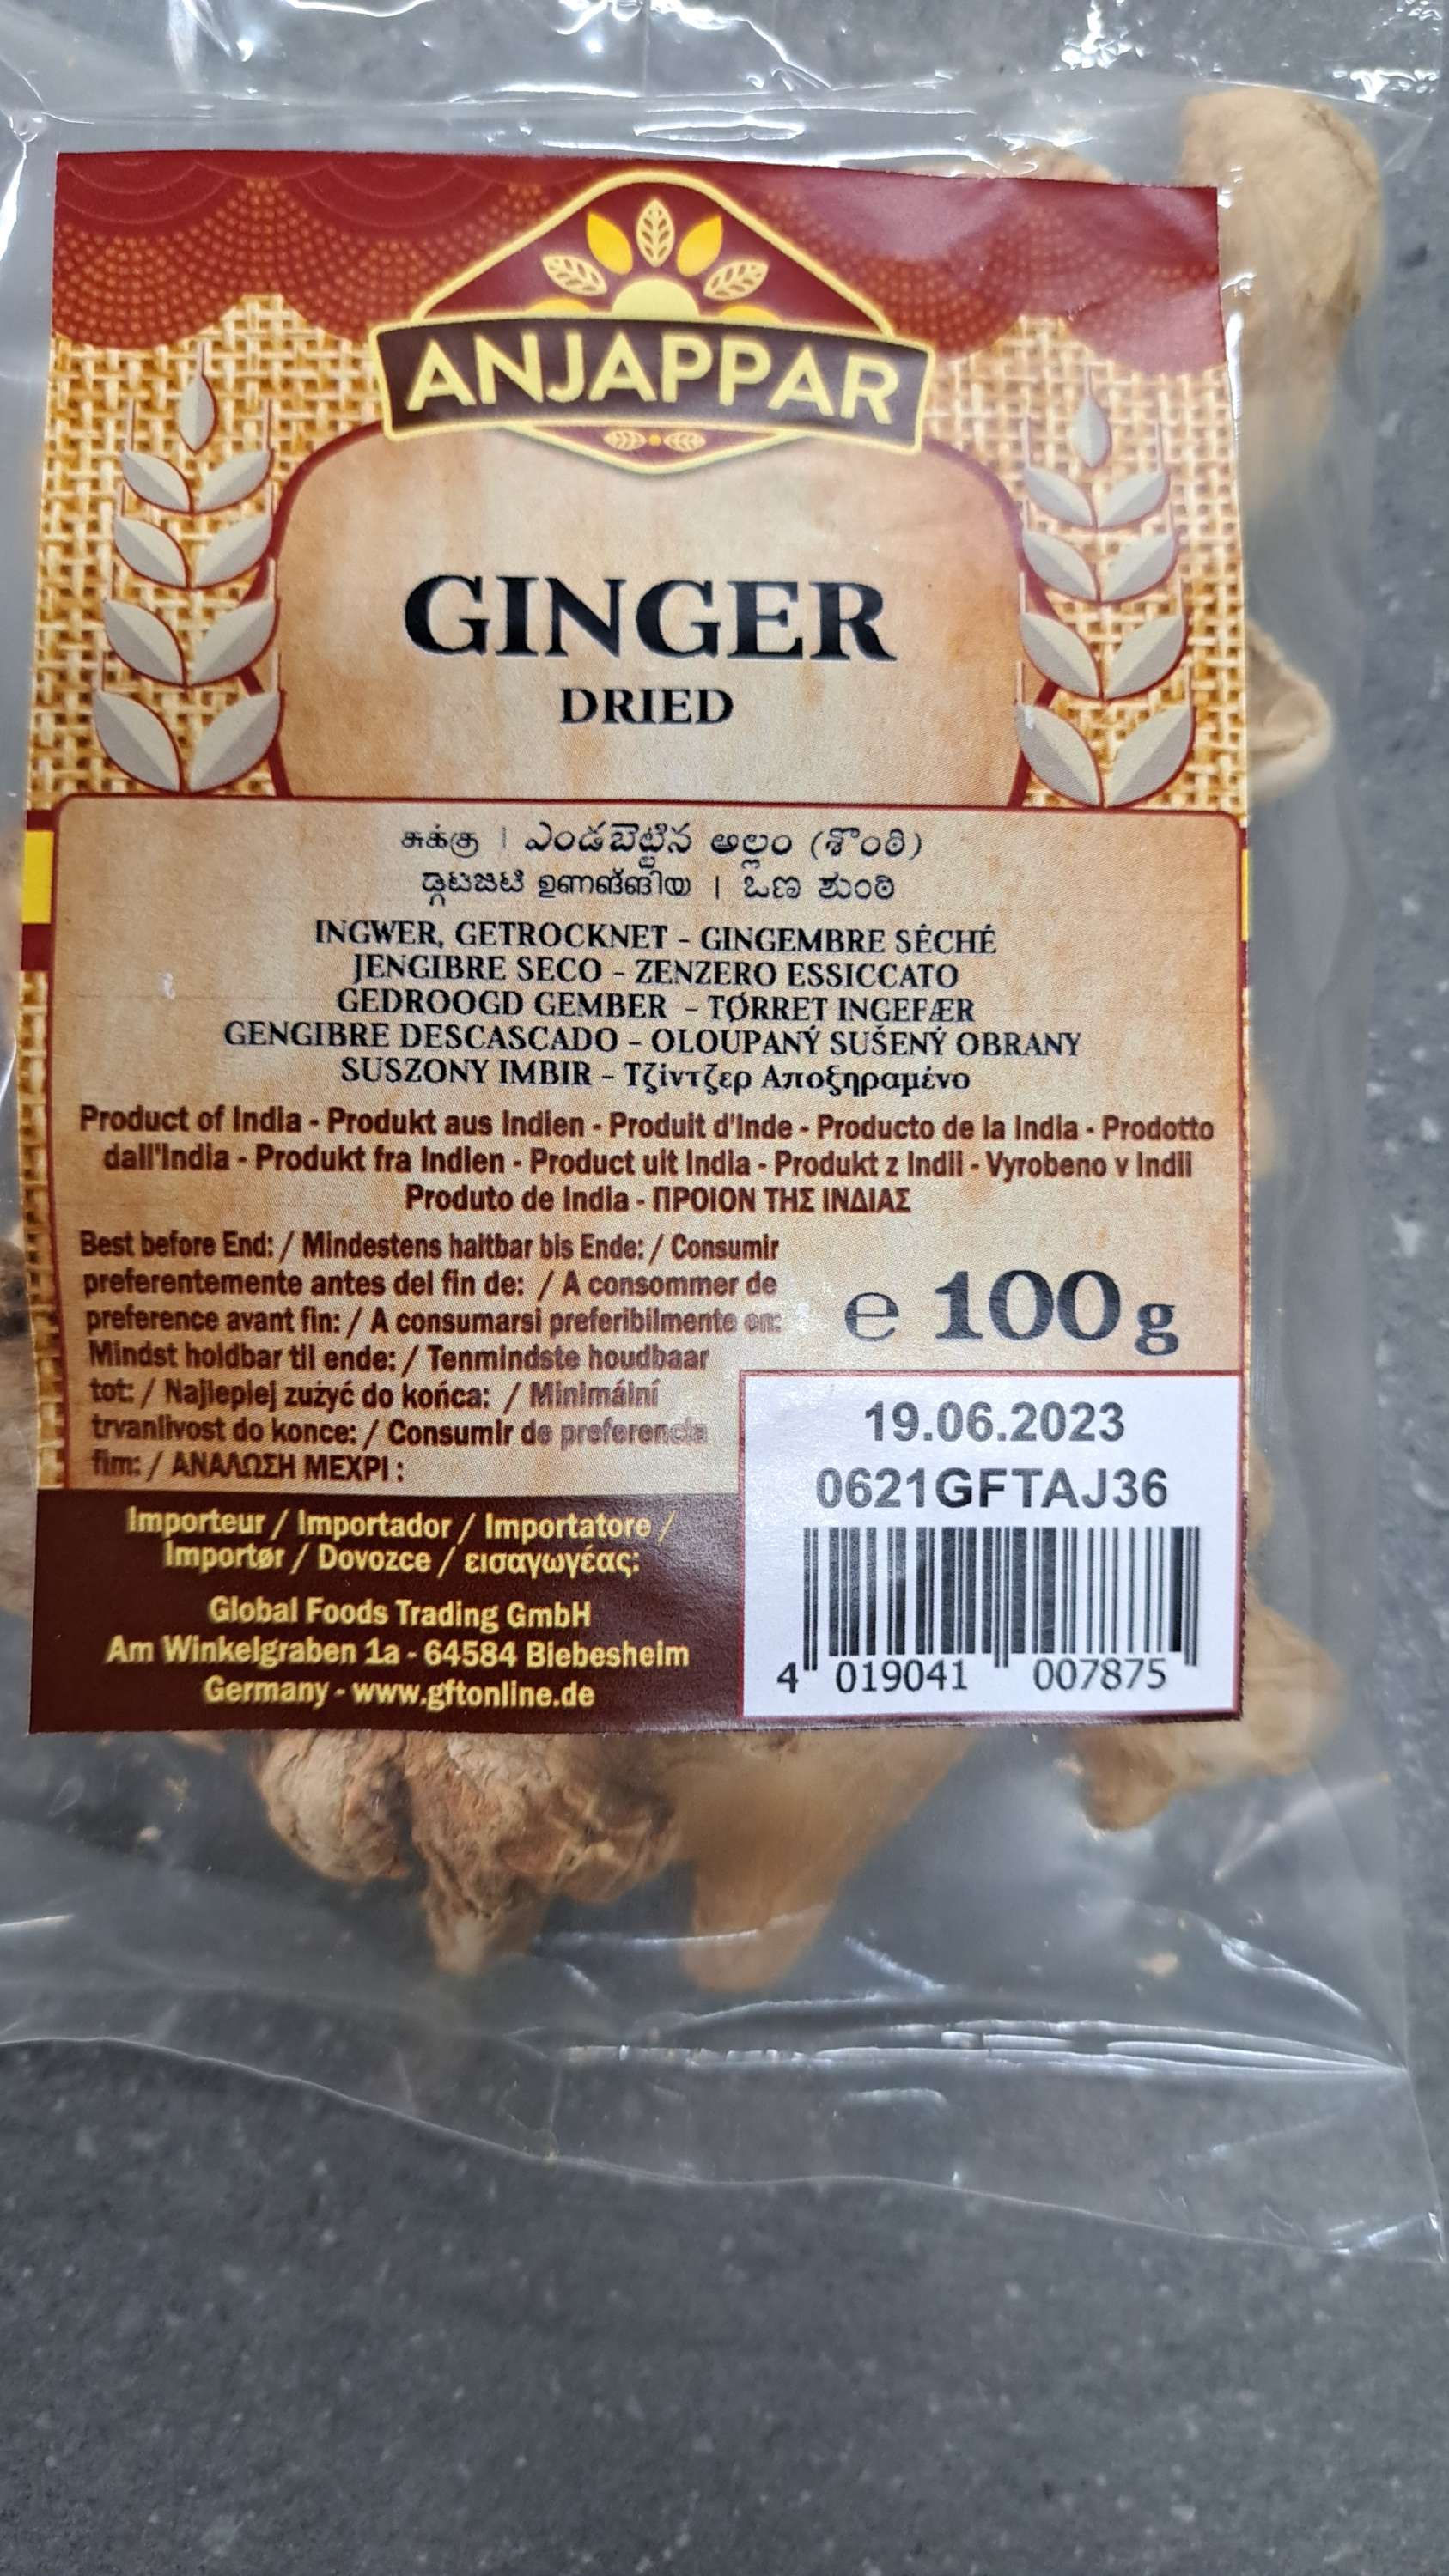 ANJAPPAR
GINGER
DRIED
சுக்கு | ఎండబెట్టిన అల్లం (శొంఠి)
ഉണങ്ങിയ | ಒಣ ಶುಂಠಿ
INGWER, GETROCKNET - GINGEMBRE SÉCHÉ
JENGIBRE SECO - ZENZERO ESSICCATO
GEDROOGD GEMBER - TØRRET INGEFÆR
GENGIBRE DESCASCADO - OLOUPANÝ SUŠENÝ OBRANY
SUSZONY IMBIR - Τζίντζερ Αποξηραμένο
Product of India - Produkt aus Indien - Produit d'Inde - Producto de la India - Prodotto
dall'India - Produkt fra Indien - Product uit India - Produkt z Indii - Vyrobeno v Indii
Produto de India - ΠΡΟΙΟΝ ΤΗΣ ΙΝΔΙΑΣ
Best before End: / Mindestens haltbar bis Ende: / Consumir
preferentemente antes del fin de: / A consommer de
preference avant fin: / A consumarsi preferibilmente en:
Mindst holdbar til ende: / Tenmindste houdbaar
tot: / Najlepiej zużyć do końca: / Minimální
trvanlivost do konce: / Consumir de preferencia
fim: / ΑΝΑΛΩΣΗ ΜΕΧΡΙ :
e 100g
19.06.2023
0621GFTAJ36
4 019041 007875
Importeur / Importador / Importatore /
Importør / Dovozce / εισαγωγέας:
Global Foods Trading GmbH
Am Winkelgraben 1a - 64584 Biebesheim
Germany - www.gftonline.de